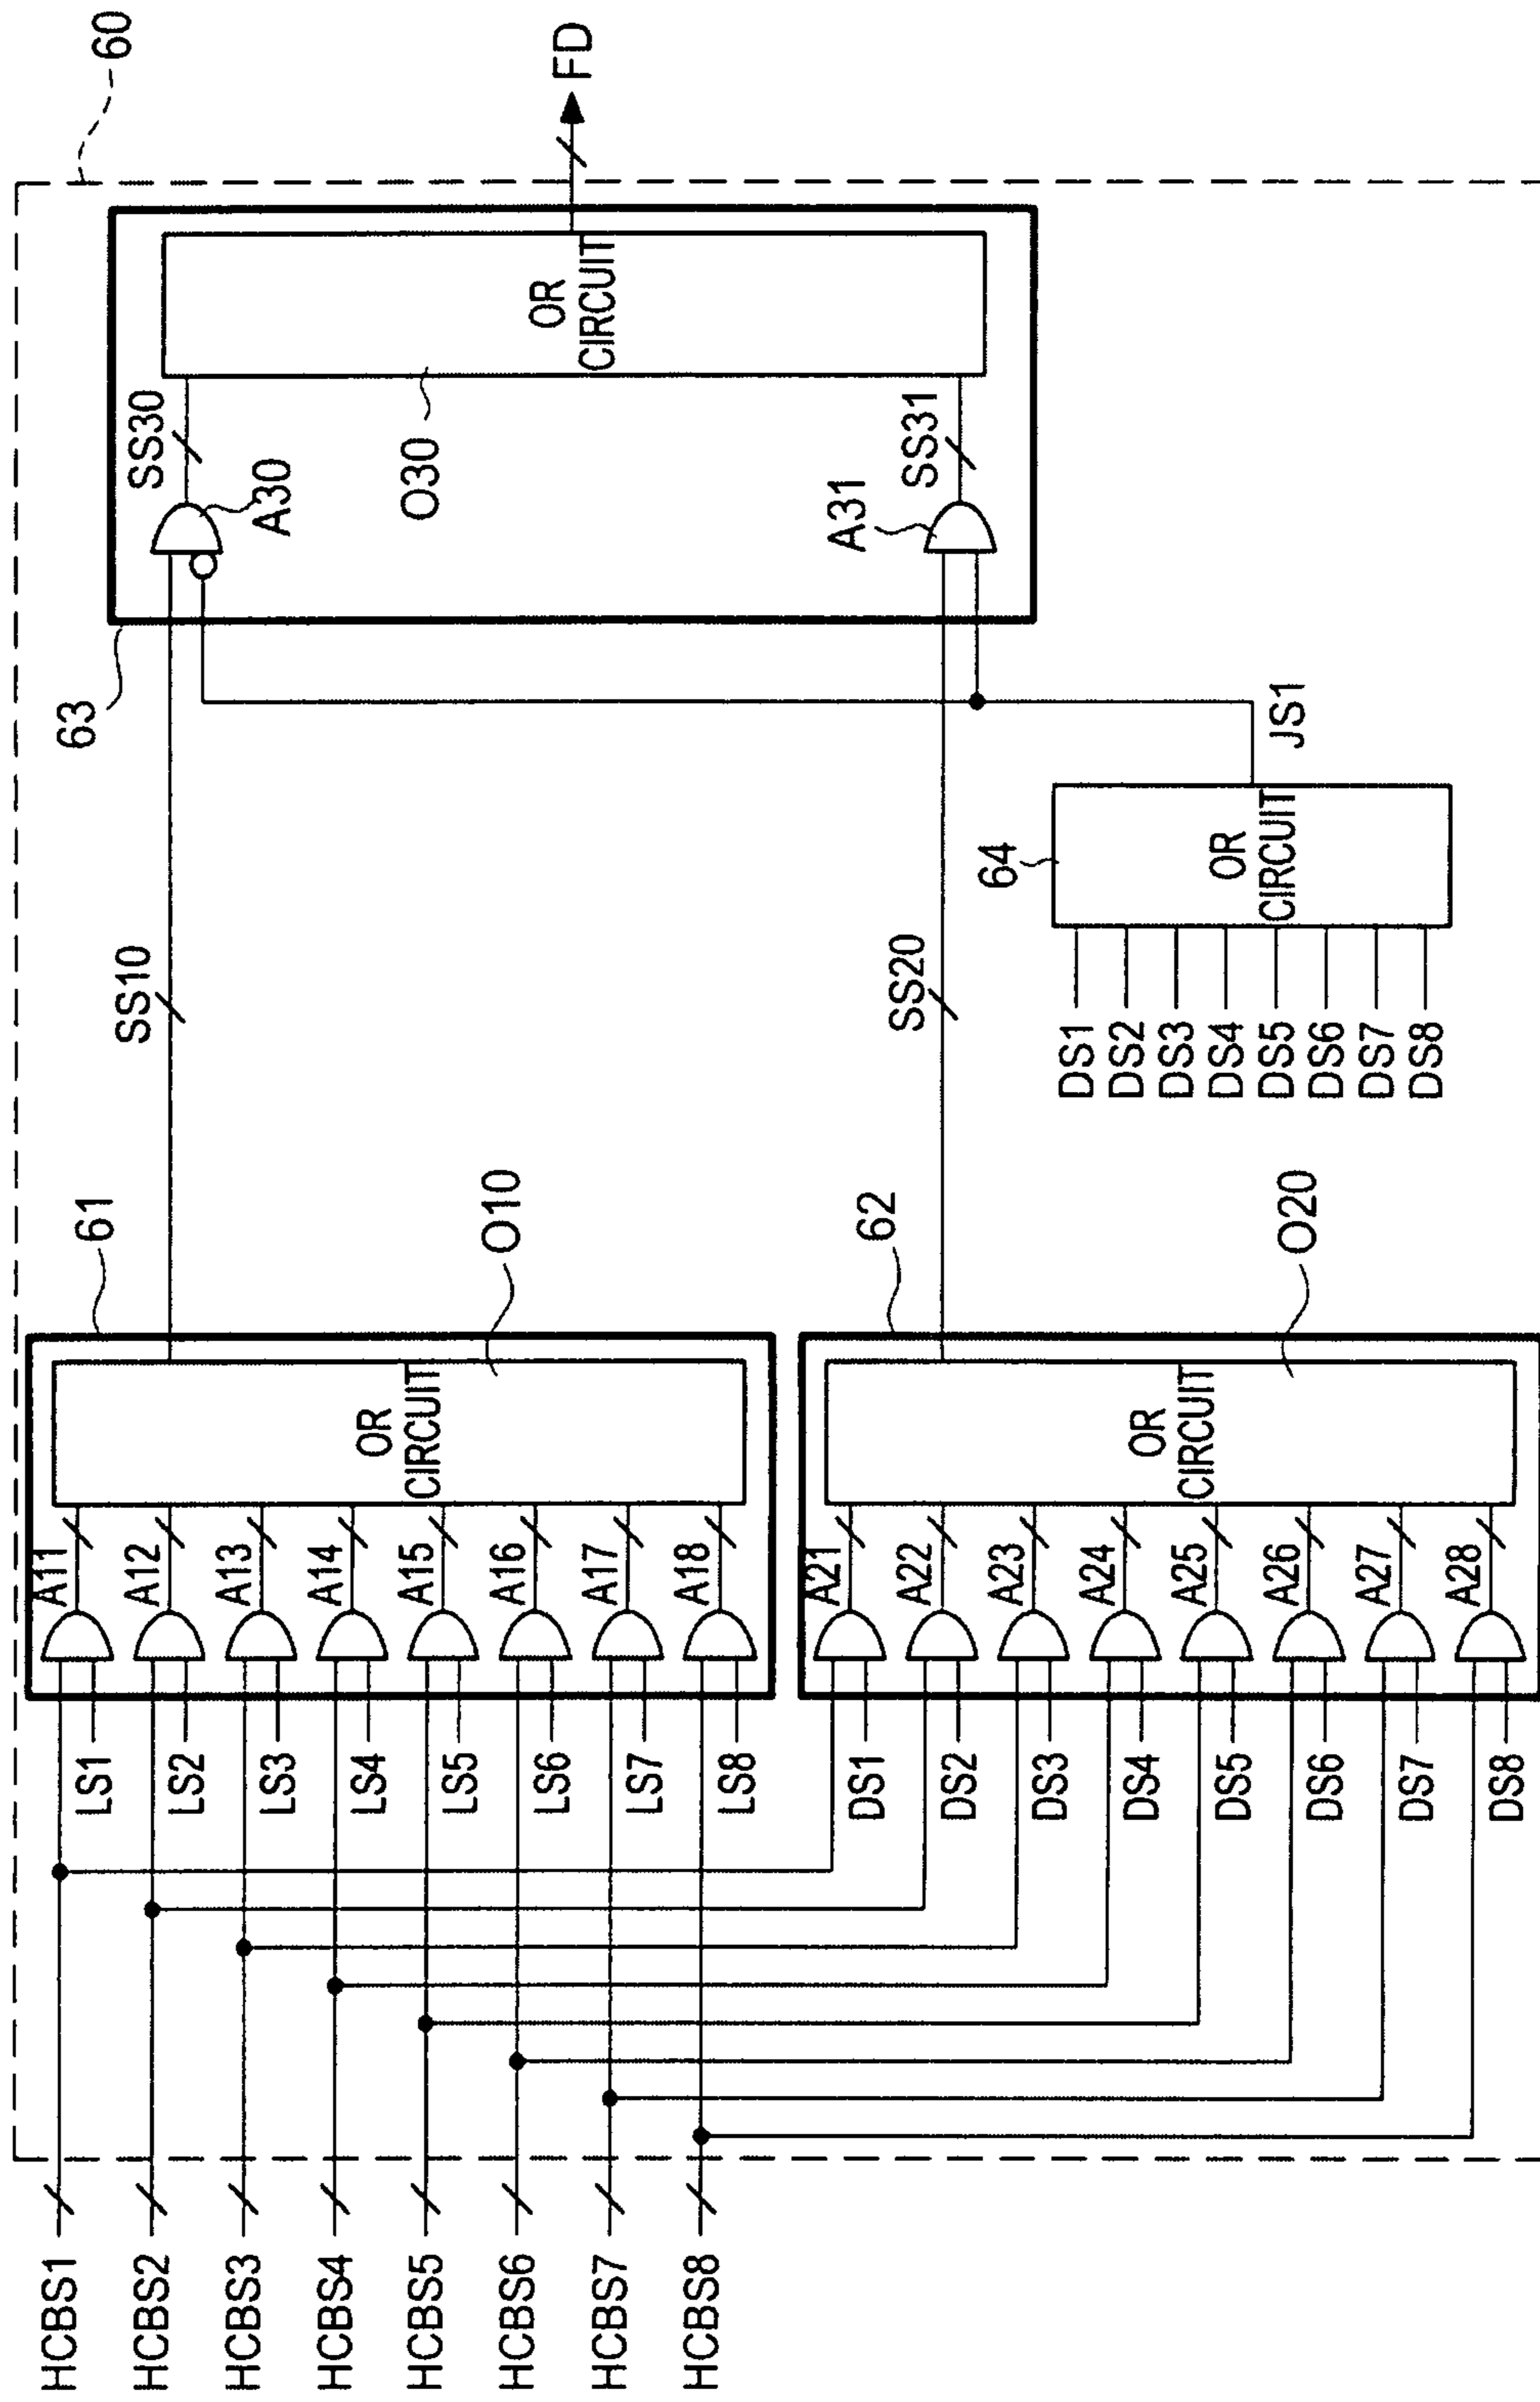 60
FD
OR
CIRCUIT
SS30
A30
O30
SS31
A31
63
JS1
64
OR
CIRCUIT
DS1
DS2
DS3
DS4
DS5
DS6
DS7
DS8
SS10
SS20
61
O10
62
O20
OR
CIRCUIT
OR
CIRCUIT
A11
A12
A13
A14
A15
A16
A17
A18
A21
A22
A23
A24
A25
A26
A27
A28
LS1
LS2
LS3
LS4
LS5
LS6
LS7
LS8
DS1
DS2
DS3
DS4
DS5
DS6
DS7
DS8
HCBS1
HCBS2
HCBS3
HCBS4
HCBS5
HCBS6
HCBS7
HCBS8